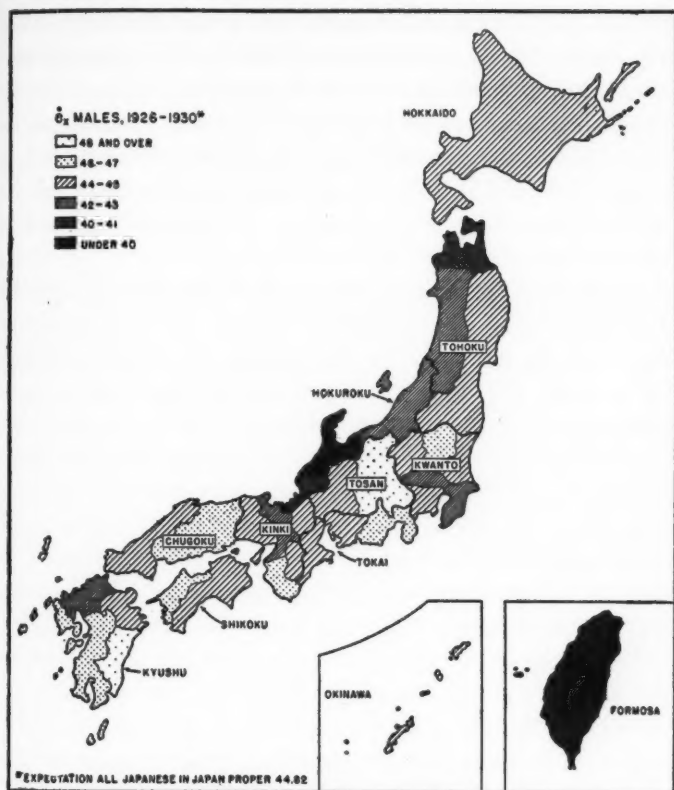 HOKKAIDO
e̊x MALES, 1926-1930*
48 AND OVER
46-47
44-45
42-43
40-41
UNDER 40
TOHOKU
HOKUROKU
KWANTO
TOSAN
KINKI
CHUGOKU
TOKAI
SHIKOKU
KYUSHU
OKINAWA
FORMOSA
*EXPECTATION ALL JAPANESE IN JAPAN PROPER 44.82